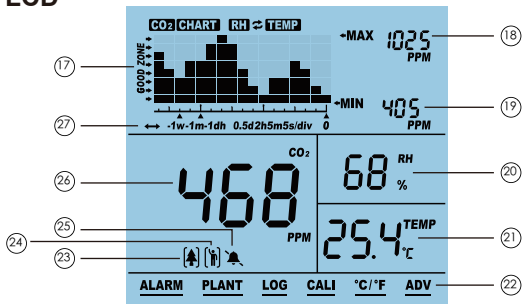 LCD
CO2 CHART RH TEMP
MAX 1025 PPM
GOOD ZONE
MIN 405 PPM
-1w-1m-1dh 0.5d2h5m5s/div 0
CO2
468 PPM
68 RH %
25.4 TEMP °C
ALARM PLANT LOG CALI °C/°F ADV
17
27
26
25
24
23
18
19
20
21
22